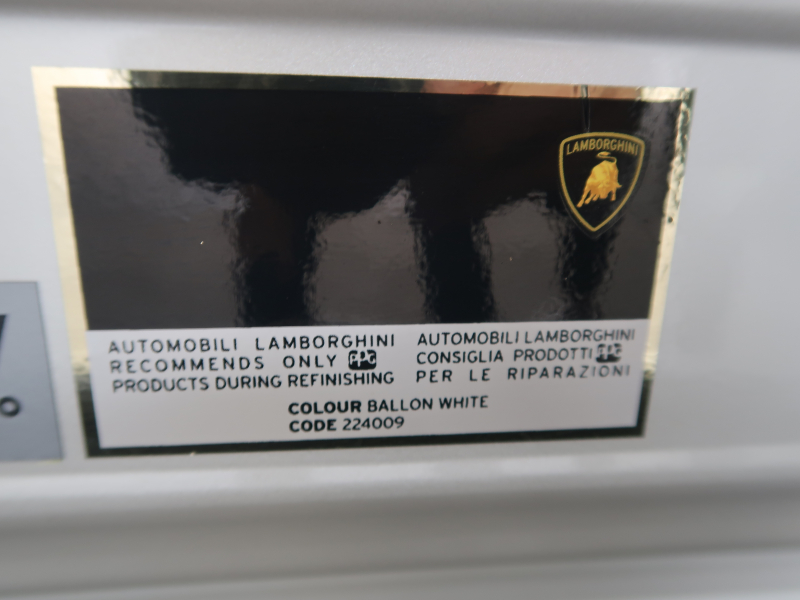 LAMBORGHINI
AUTOMOBILI LAMBORGHINI
RECOMMENDS ONLY PPG
PRODUCTS DURING REFINISHING
AUTOMOBILI LAMBORGHINI
CONSIGLIA PRODOTTI PPG
PER LE RIPARAZIONI
COLOUR BALLON WHITE
CODE 224009